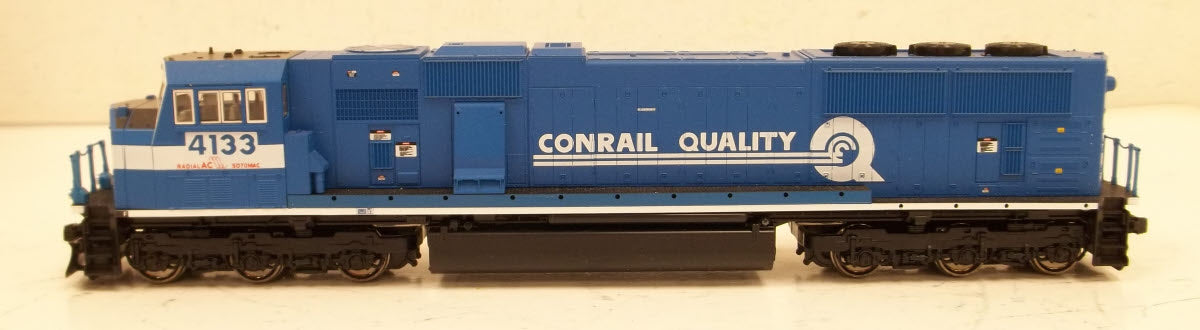 4133
RADIAL AC SD70MAC
CONRAIL QUALITY